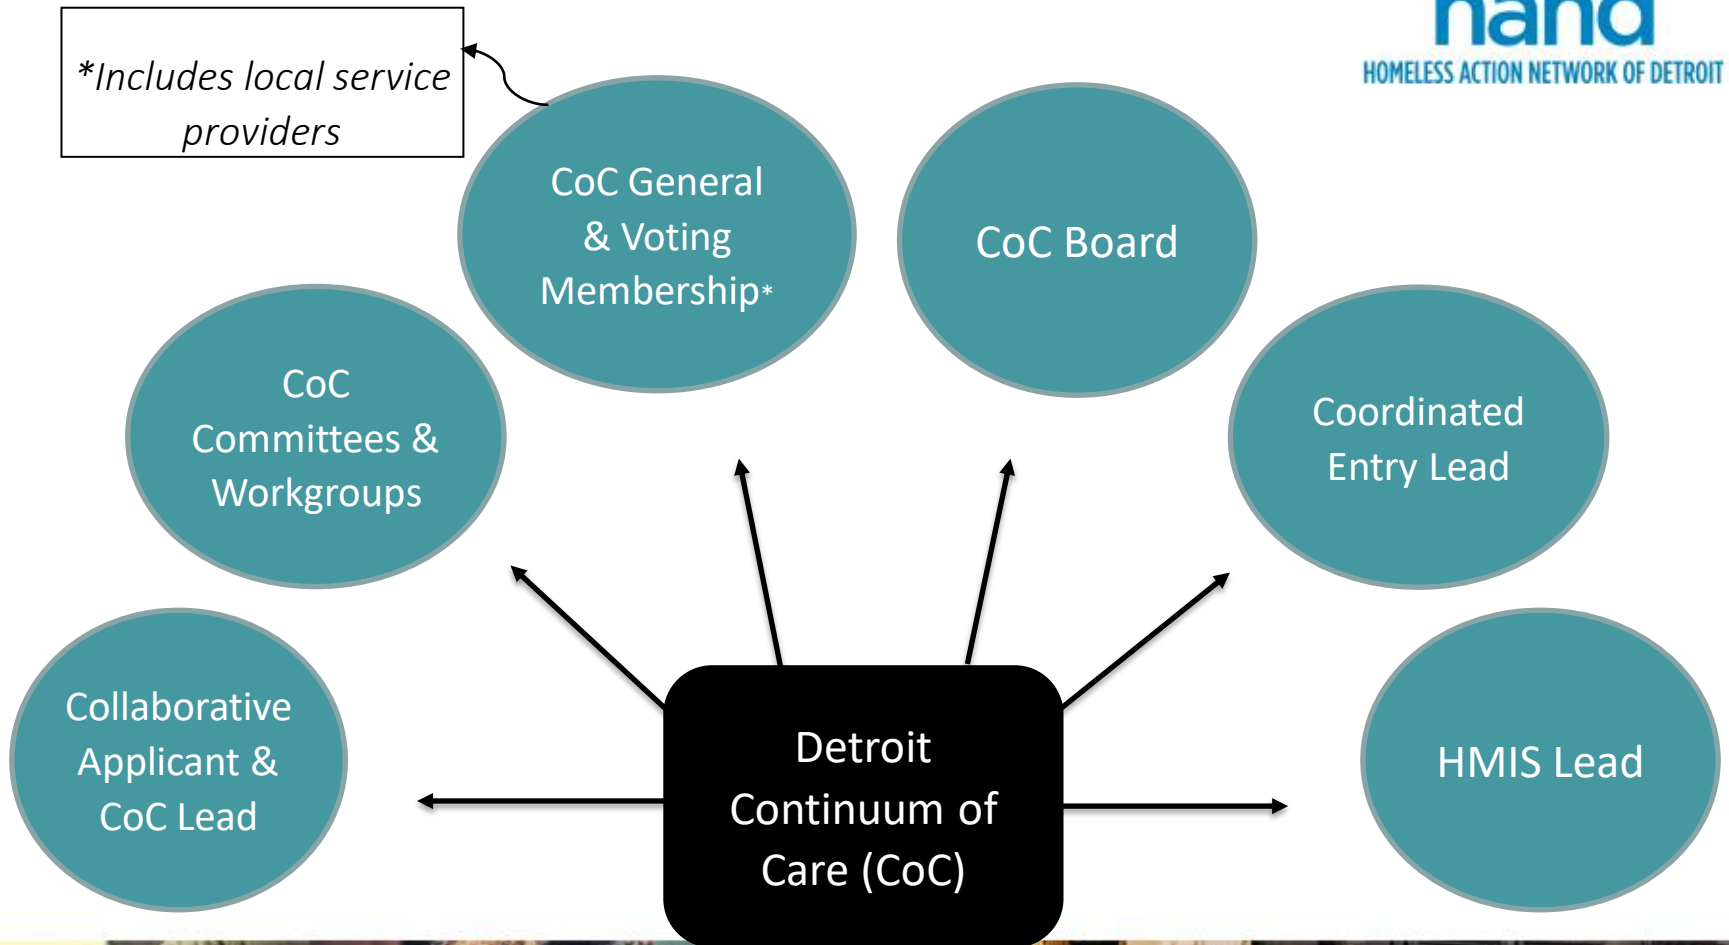 *Includes local service
providers
hand
HOMELESS ACTION NETWORK OF DETROIT
CoC General
& Voting
Membership*
CoC Board
CoC
Committees &
Workgroups
Coordinated
Entry Lead
Collaborative
Applicant &
CoC Lead
HMIS Lead
Detroit
Continuum of
Care (CoC)